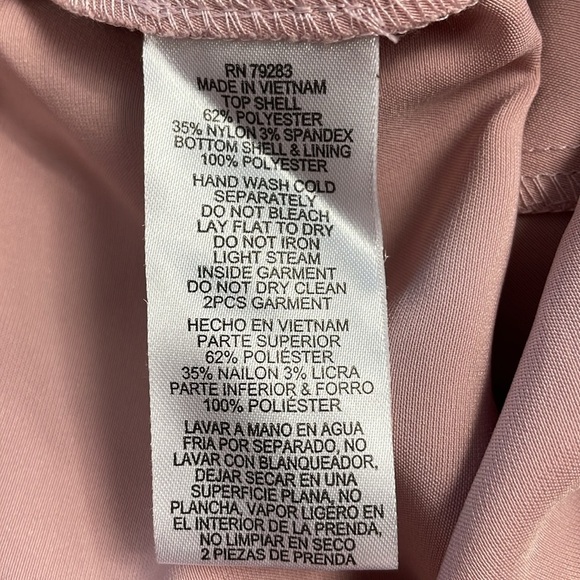 RN 79283
MADE IN VIETNAM
TOP SHELL
62% POLYESTER
35% NYLON 3% SPANDEX
BOTTOM SHELL & LINING
100% POLYESTER
HAND WASH COLD
SEPARATELY
DO NOT BLEACH
LAY FLAT TO DRY
DO NOT IRON
LIGHT STEAM
INSIDE GARMENT
DO NOT DRY CLEAN
2PCS GARMENT
HECHO EN VIETNAM
PARTE SUPERIOR
62% POLIÉSTER
35% NAILON 3% LICRA
PARTE INFERIOR & FORRO
100% POLIÉSTER
LAVAR A MANO EN AGUA
FRIA POR SEPARADO, NO
LAVAR CON BLANQUEADOR,
DEJAR SECAR EN UNA
SUPERFICIE PLANA, NO
PLANCHA, VAPOR LIGERO EN
EL INTERIOR DE LA PRENDA,
NO LIMPIAR EN SECO
2 PIEZAS DE PRENDA